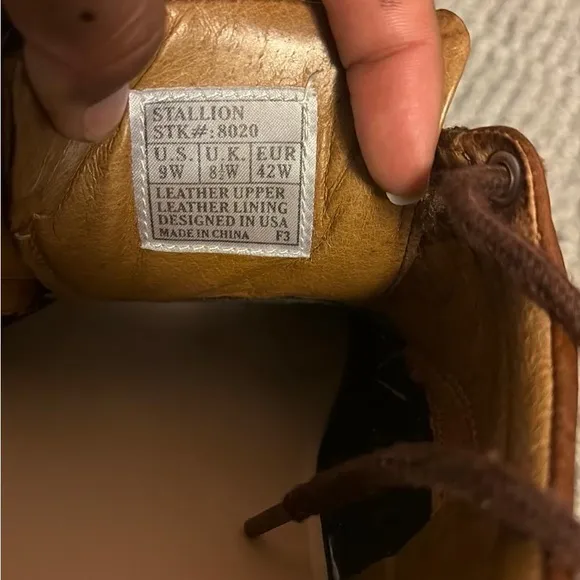 STALLION
STK#:8020
U.S. U.K. EUR
9W 8½W 42W
LEATHER UPPER
LEATHER LINING
DESIGNED IN USA
MADE IN CHINA F3